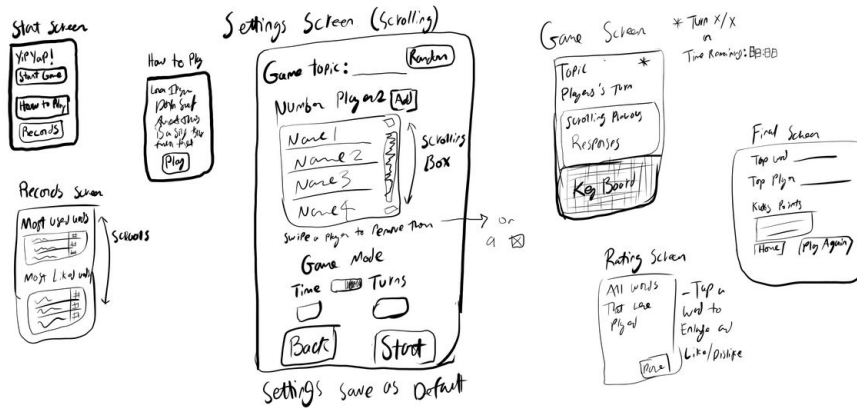 Start Screen
YipYap!
Start Game
How to Play
Records
How to Play
Play
Records Screen
Most used words
Most Liked words
Scrolls
Settings Screen (Scrolling)
Game topic:
Random
Number Players
Add
Name 1
Name 2
Name 3
Name 4
Scrolling
Box
Swipe a Player to Remove them
or
a
Game Mode
Time
Turns
Back
Start
Settings Save as Default
Game Screen
* Turn X/X
or
Time Remaining:
Topic *
Players's Turn
Scrolling
Responses
Key Board
Rating Screen
All words
That were
Played
Done
- Tap a
word to
Enlarge and
Like/Dislike
Final Screen
Top word
Top Player
Points
Home
Play Again